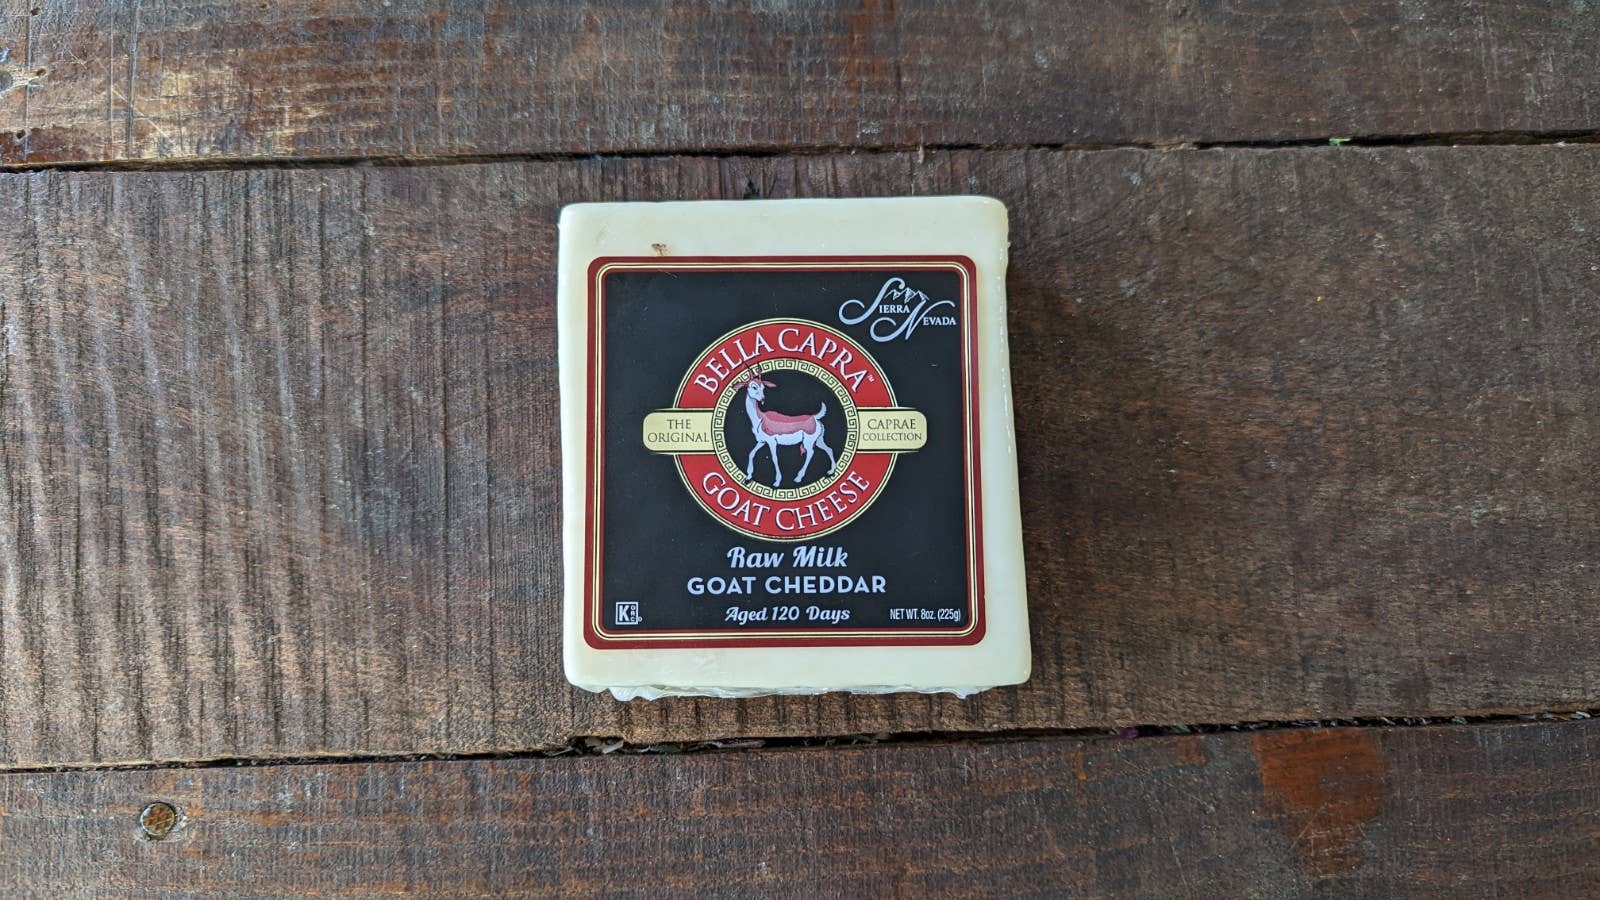 SIERRA
NEVADA
BELLA CAPRA™
THE
ORIGINAL
CAPRAE
COLLECTION
GOAT CHEESE
Raw Milk
GOAT CHEDDAR
Aged 120 Days
NET WT. 8oz. (225g)
K
D